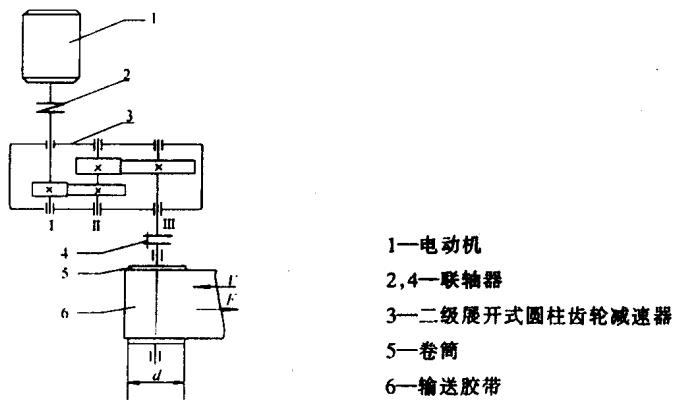 1
2
3
I
II
III
4
5
F
F
6
d
1—电动机
2,4—联轴器
3—二级展开式圆柱齿轮减速器
5—卷筒
6—输送胶带